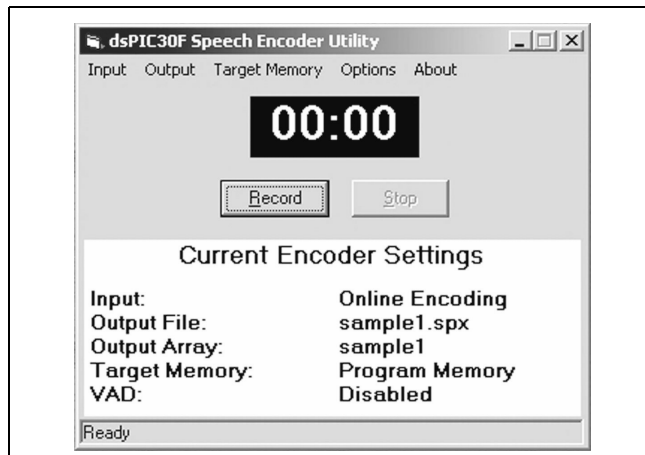 dsPIC30F Speech Encoder Utility
Input Output Target Memory Options About
00:00
Record Stop
Current Encoder Settings
Input: Online Encoding
Output File: sample1.spx
Output Array: sample1
Target Memory: Program Memory
VAD: Disabled
Ready